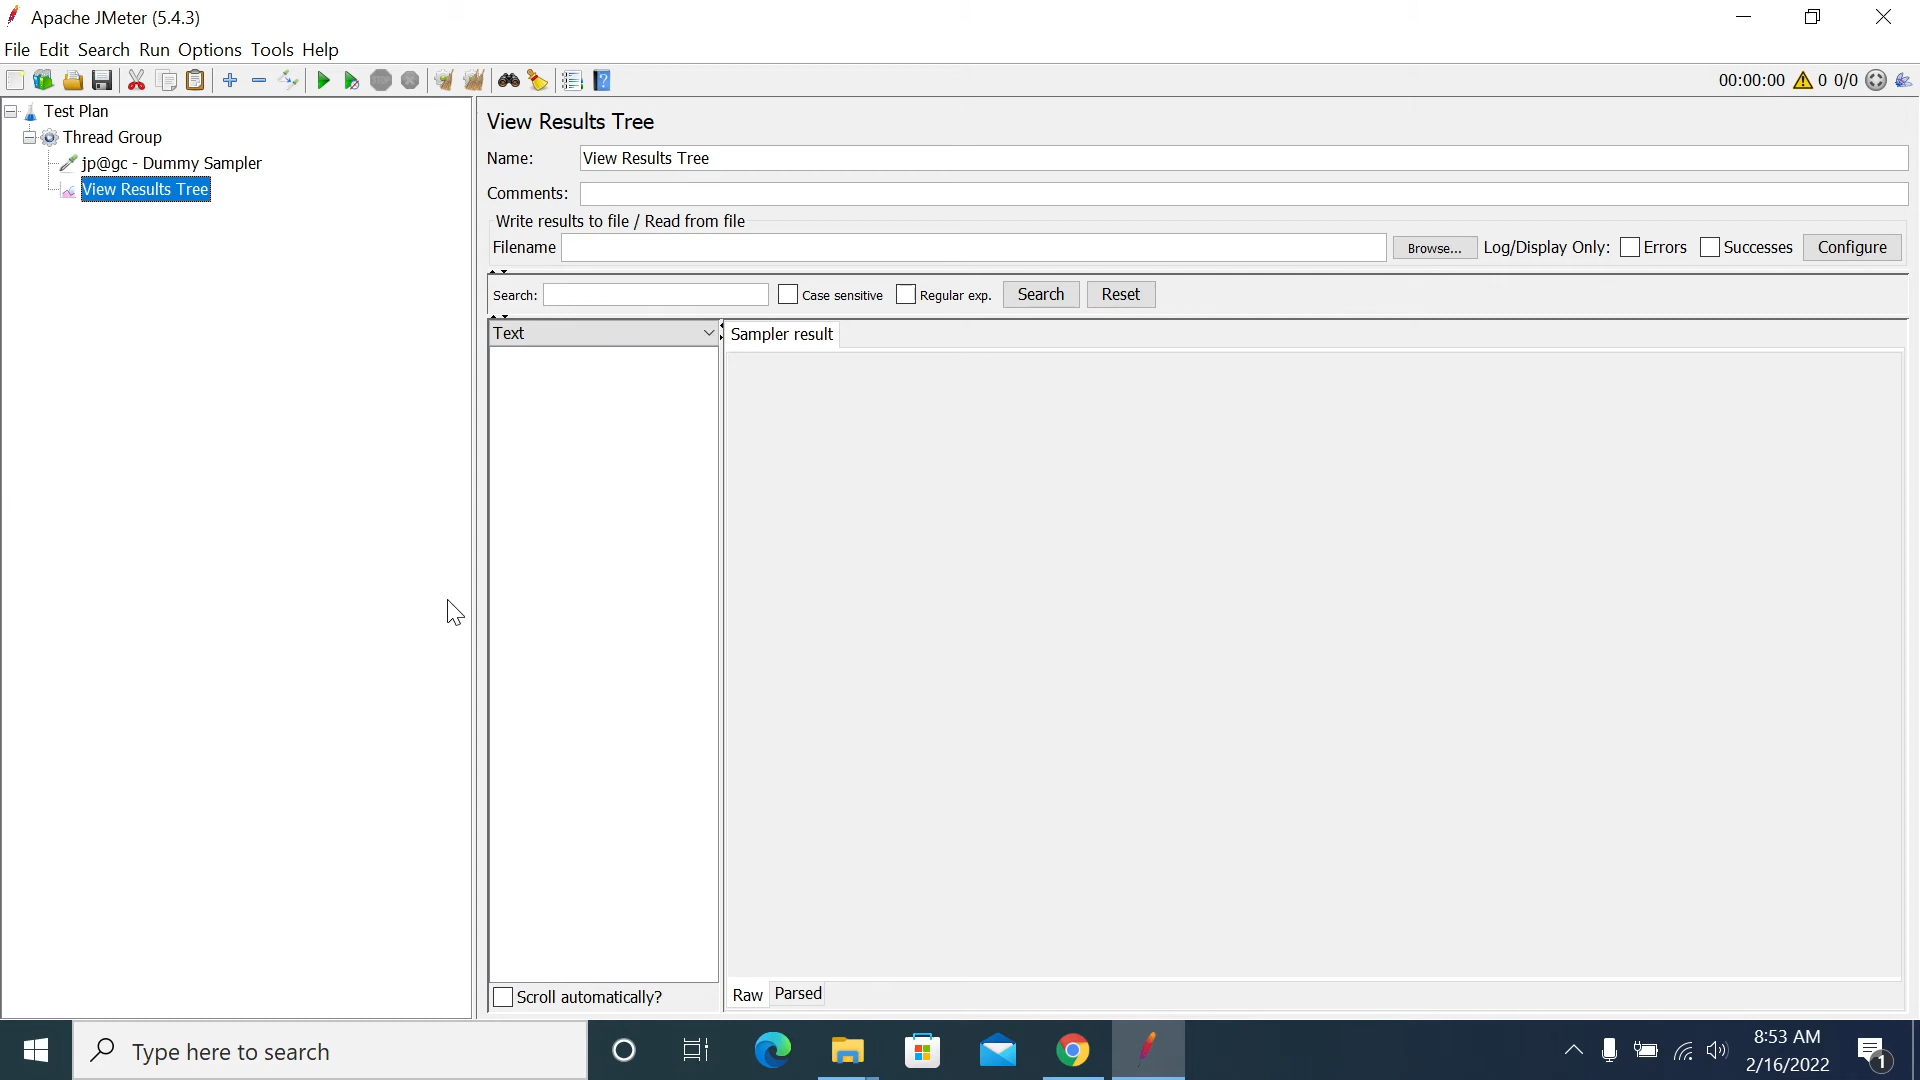 Apache JMeter (5.4.3)
File Edit Search Run Options Tools Help
00:00:00 0 0/0
Test Plan
Thread Group
jp@gc - Dummy Sampler
View Results Tree
View Results Tree
Name: View Results Tree
Comments:
Write results to file / Read from file
Filename Browse... Log/Display Only: Errors Successes Configure
Search: Case sensitive Regular exp. Search Reset
Text
Sampler result
Scroll automatically?
Raw Parsed
Type here to search
8:53 AM
2/16/2022
1